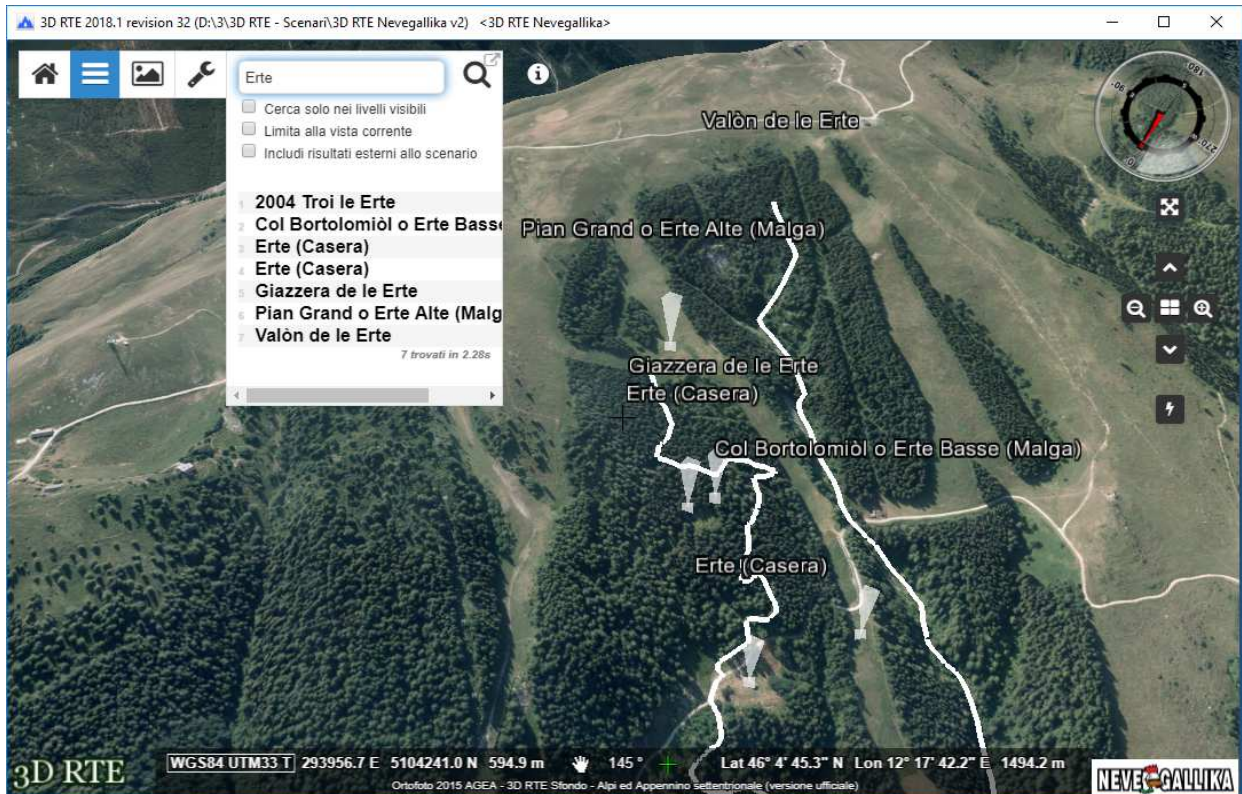 3D RTE 2018.1 revision 32 (D:\3\3D RTE - Scenari\3D RTE Nevegallika v2) <3D RTE Nevegallika>
Erte
Cerca solo nei livelli visibili
Limita alla vista corrente
Includi risultati esterni allo scenario
1 2004 Troi le Erte
2 Col Bortolomiòl o Erte Basse
3 Erte (Casera)
4 Erte (Casera)
5 Giazzera de le Erte
6 Pian Grand o Erte Alte (Malg
7 Valòn de le Erte
7 trovati in 2.28s
Valòn de le Erte
Pian Grand o Erte Alte (Malga)
Giazzera de le Erte
Erte (Casera)
Col Bortolomiòl o Erte Basse (Malga)
Erte (Casera)
180°
90°
270°
0°
3D RTE
WGS84 UTM33 T 293956.7 E 5104241.0 N 594.9 m 145 ° Lat 46° 4' 45.3" N Lon 12° 17' 42.2" E 1494.2 m
Ortofoto 2015 AGEA - 3D RTE Sfondo - Alpi ed Appennino settentrionale (versione ufficiale)
NEVEGALLIKA